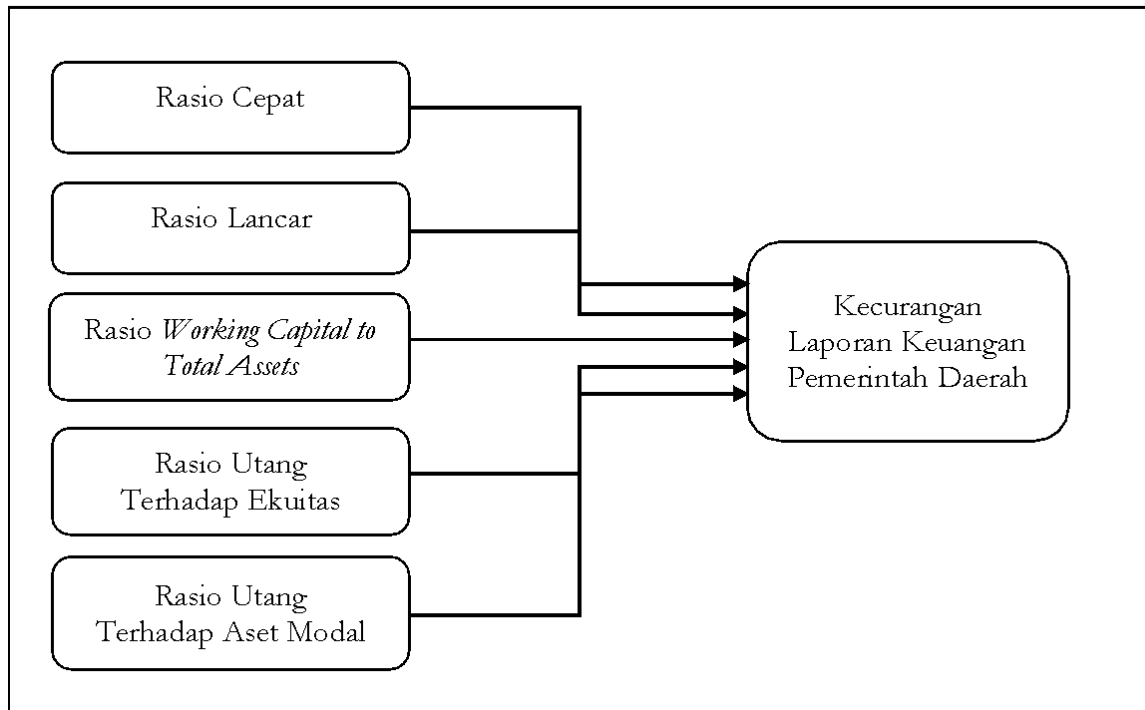 Rasio Cepat
Rasio Lancar
Rasio Working Capital to
Total Assets
Rasio Utang
Terhadap Ekuitas
Rasio Utang
Terhadap Aset Modal
Kecurangan
Laporan Keuangan
Pemerintah Daerah